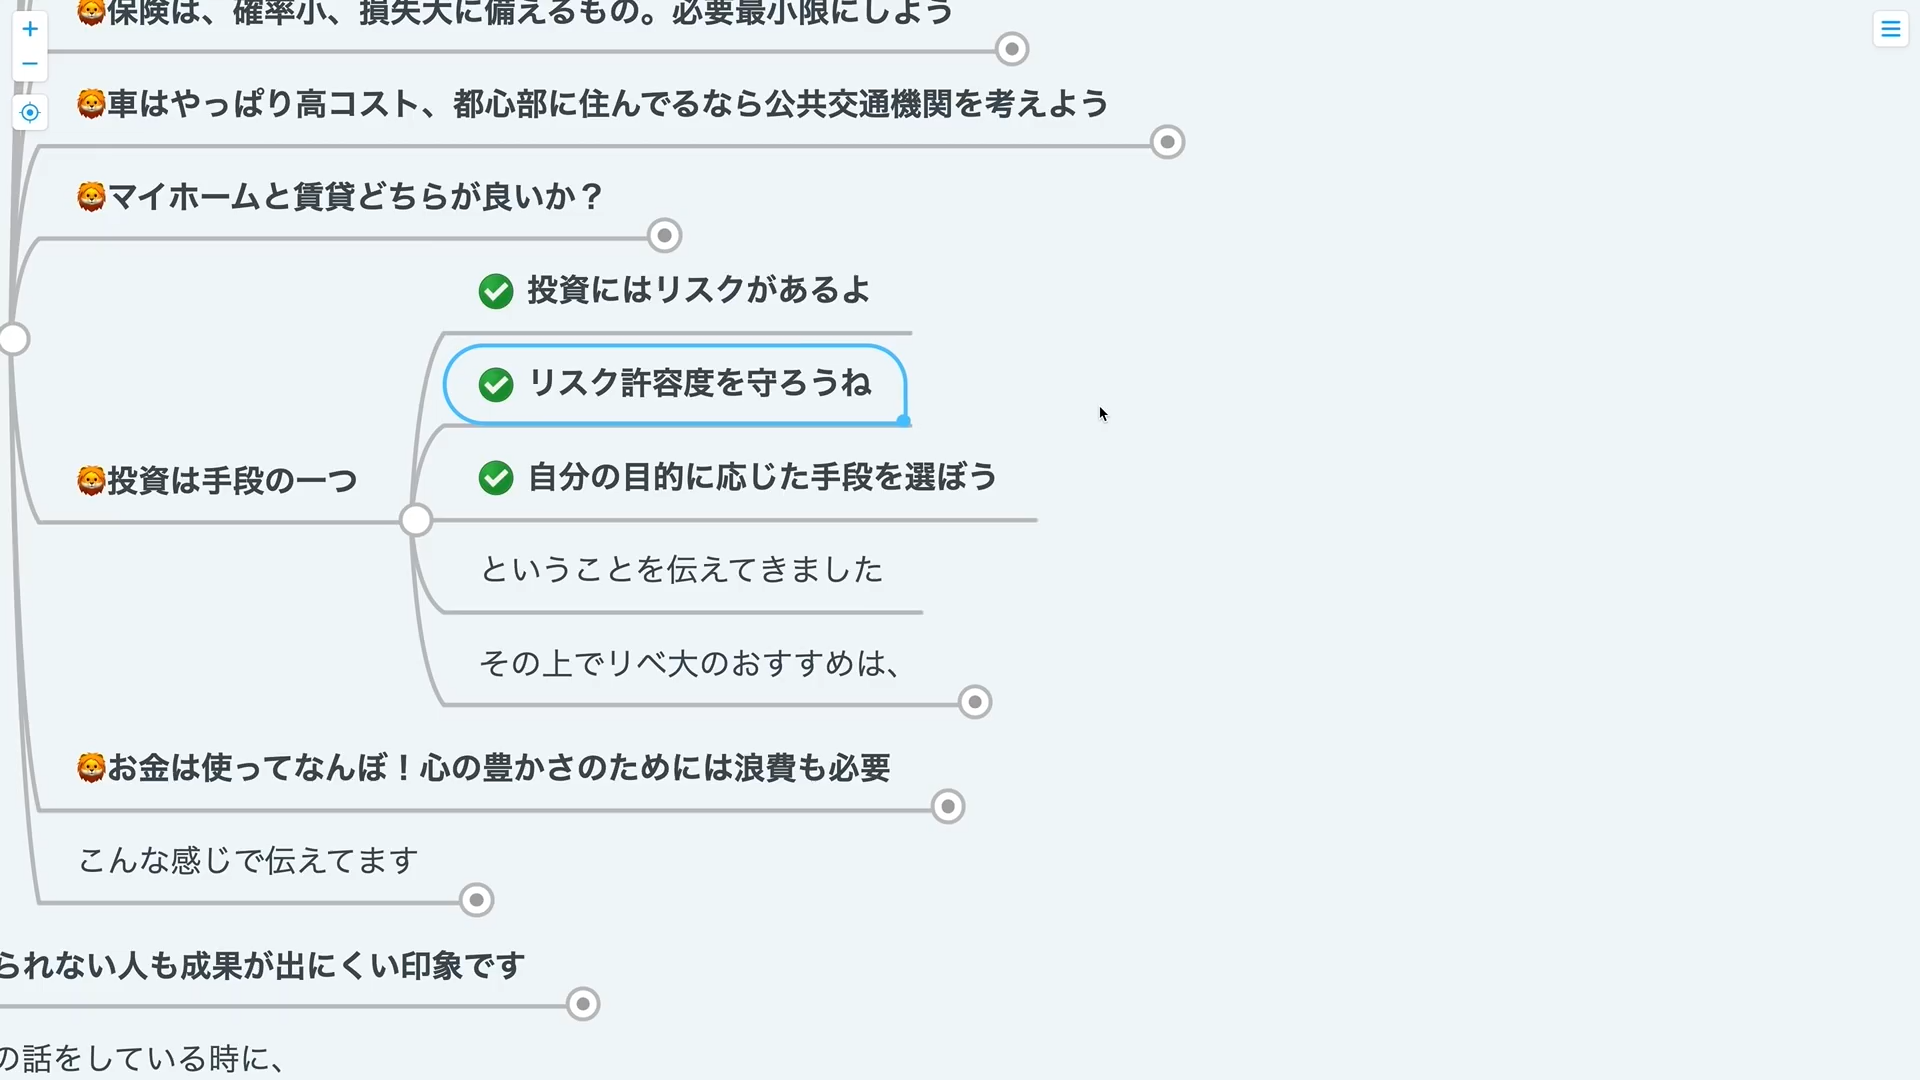 🦁保険は、確率小、損失大に備えるもの。必要最小限にしよう
🦁車はやっぱり高コスト、都心部に住んでるなら公共交通機関を考えよう
🦁マイホームと賃貸どちらが良いか？
✅ 投資にはリスクがあるよ
✅ リスク許容度を守ろうね
✅ 自分の目的に応じた手段を選ぼう
🦁投資は手段の一つ
ということを伝えてきました
その上でリベ大のおすすめは、
🦁お金は使ってなんぼ！心の豊かさのためには浪費も必要
こんな感じで伝えてます
られない人も成果が出にくい印象です
の話をしている時に、